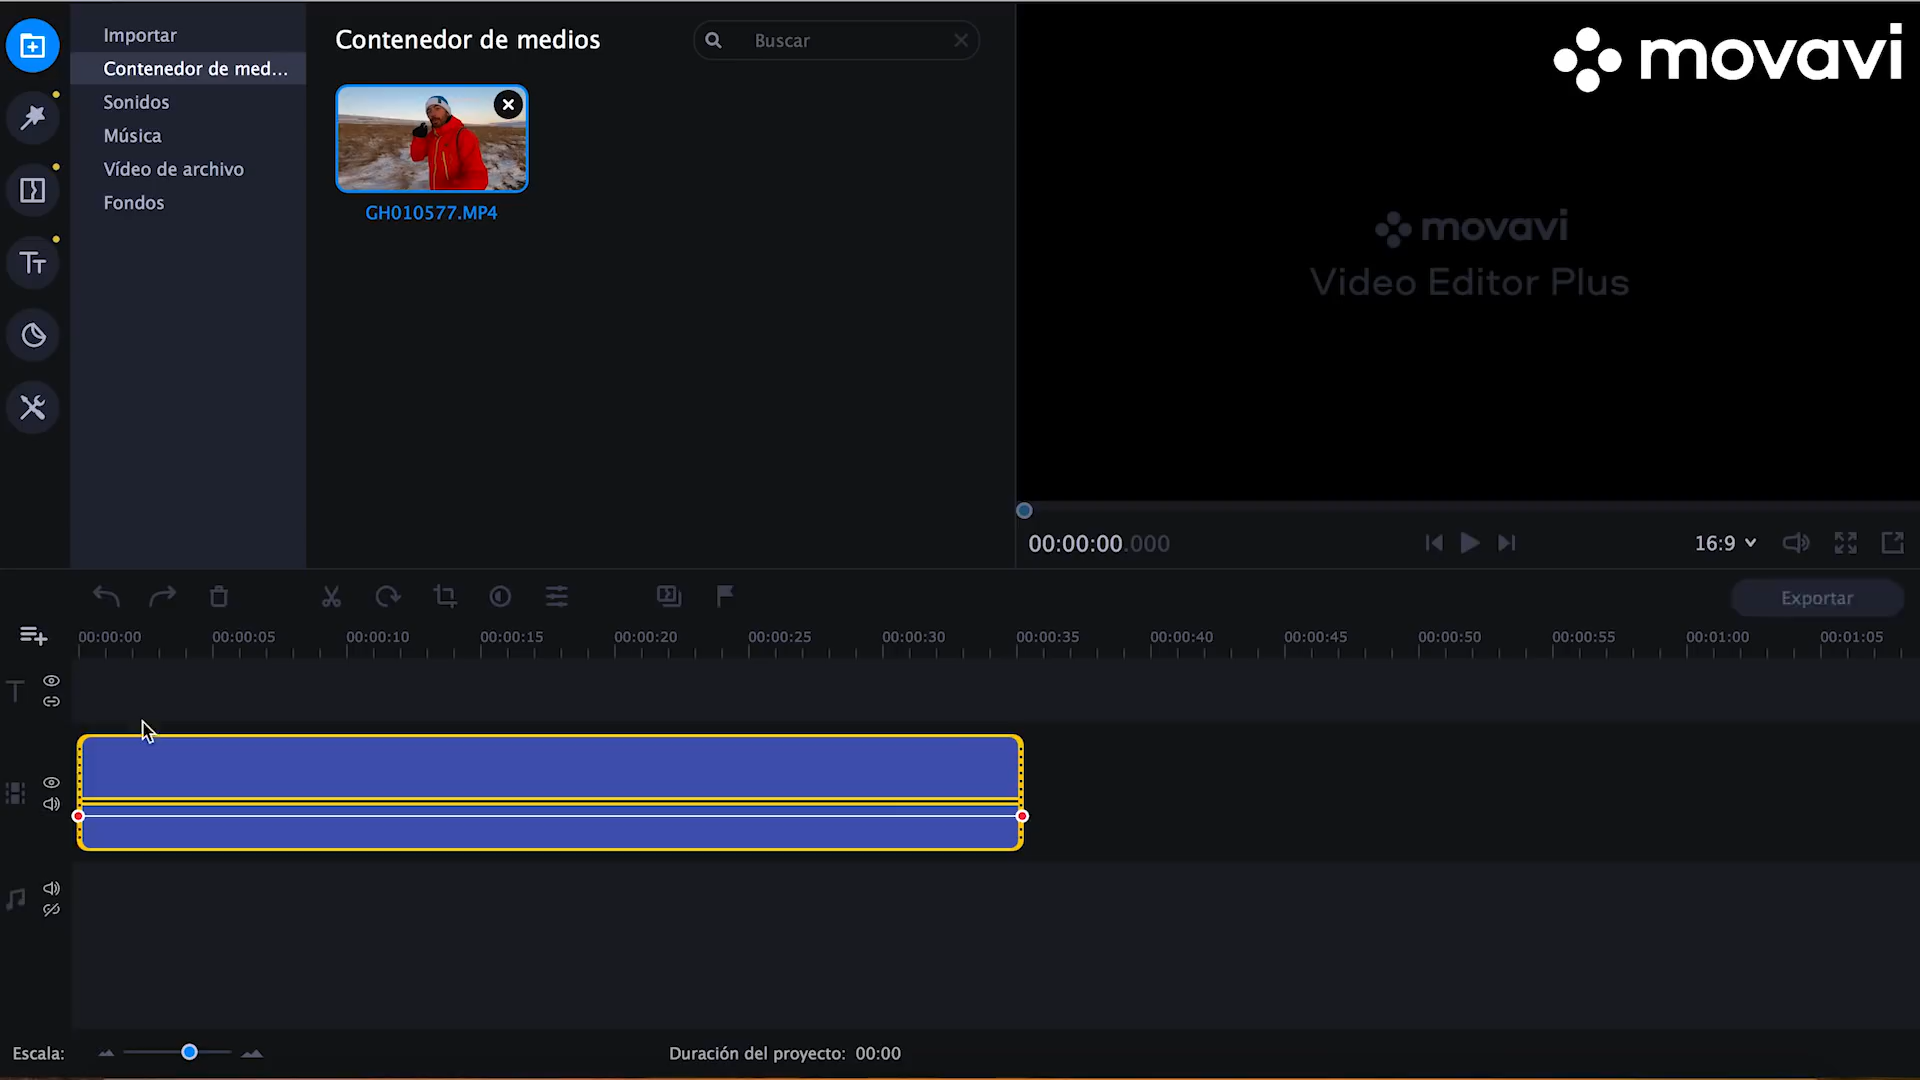 Importar
Contenedor de med...
Sonidos
Música
Vídeo de archivo
Fondos
Contenedor de medios
Buscar
GH010577.MP4
movavi
movavi
Video Editor Plus
00:00:00.000
16:9
Exportar
00:00:00 00:00:05 00:00:10 00:00:15 00:00:20 00:00:25 00:00:30 00:00:35 00:00:40 00:00:45 00:00:50 00:00:55 00:01:00 00:01:05
Escala:
Duración del proyecto: 00:00